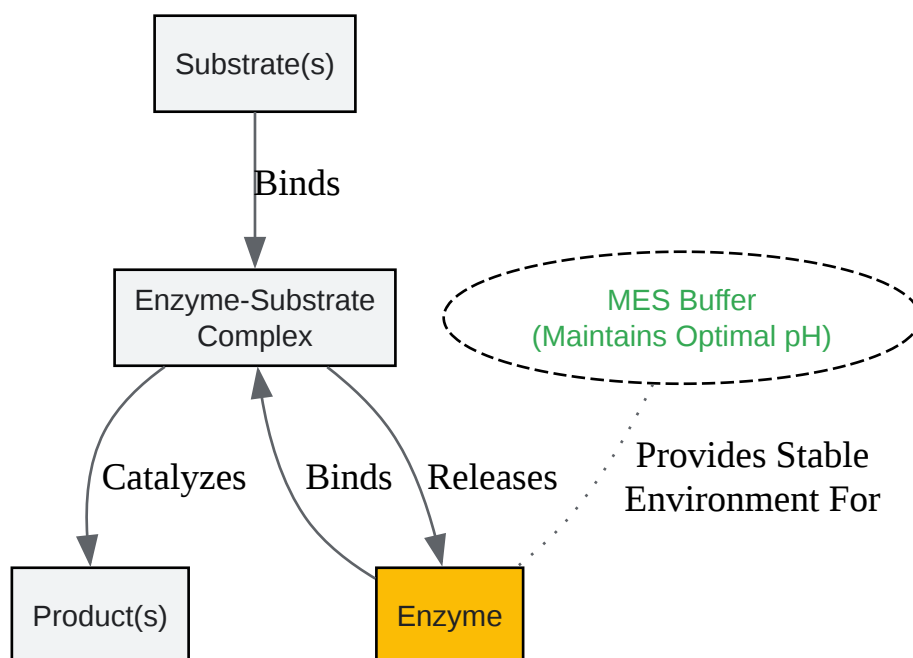 Substrate(s)
Binds
Enzyme-Substrate
Complex
MES Buffer
(Maintains Optimal pH)
Catalyzes
Binds
Releases
Provides Stable
Environment For
Product(s)
Enzyme